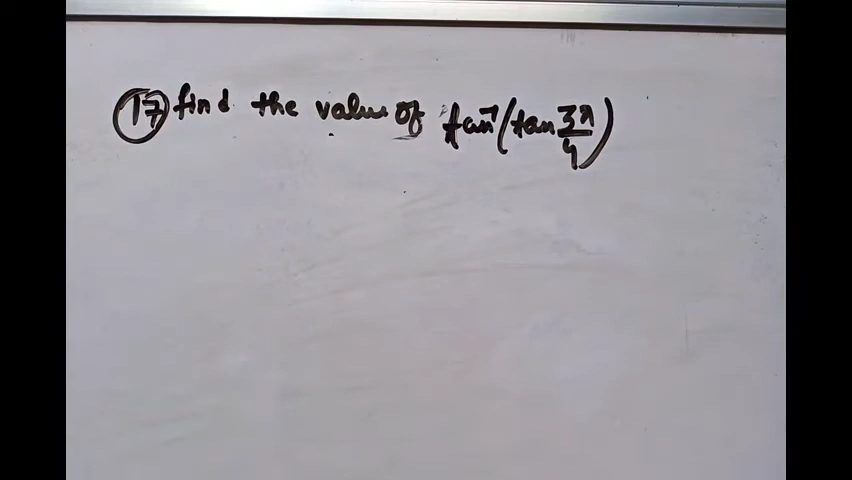 17 find the value of tan⁻¹(tan 3π/4)